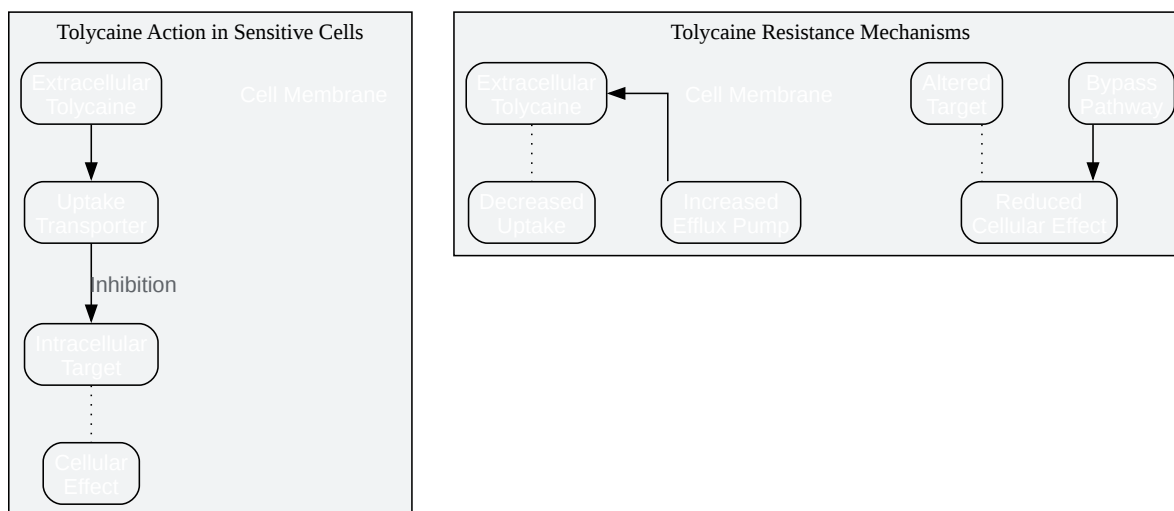 Tolycaine Action in Sensitive Cells
Extracellular
Tolycaine
Cell Membrane
Uptake
Transporter
Inhibition
Intracellular
Target
Cellular
Effect
Tolycaine Resistance Mechanisms
Extracellular
Tolycaine
Cell Membrane
Altered
Target
Bypass
Pathway
Decreased
Uptake
Increased
Efflux Pump
Reduced
Cellular Effect